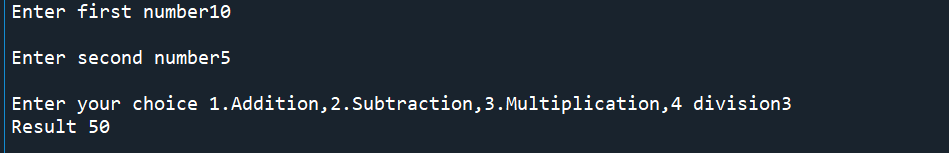 Enter first number10
Enter second number5
Enter your choice 1.Addition,2.Subtraction,3.Multiplication,4 division3
Result 50